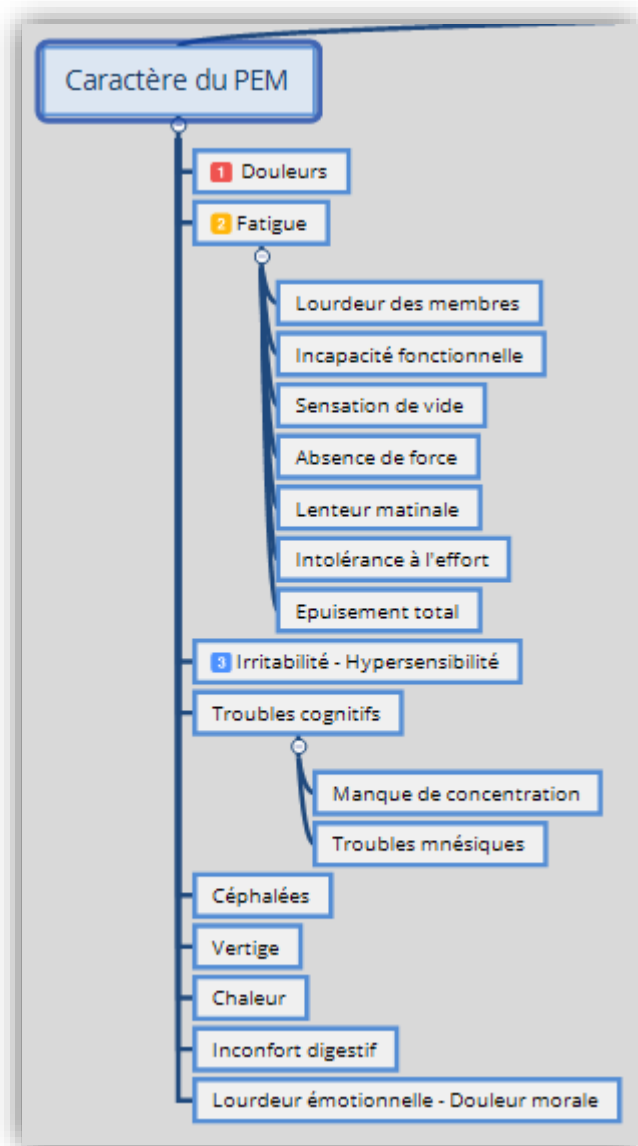 Caractère du PEM
1 Douleurs
2 Fatigue
Lourdeur des membres
Incapacité fonctionnelle
Sensation de vide
Absence de force
Lenteur matinale
Intolérance à l'effort
Epuisement total
3 Irritabilité - Hypersensibilité
Troubles cognitifs
Manque de concentration
Troubles mnésiques
Céphalées
Vertige
Chaleur
Inconfort digestif
Lourdeur émotionnelle - Douleur morale